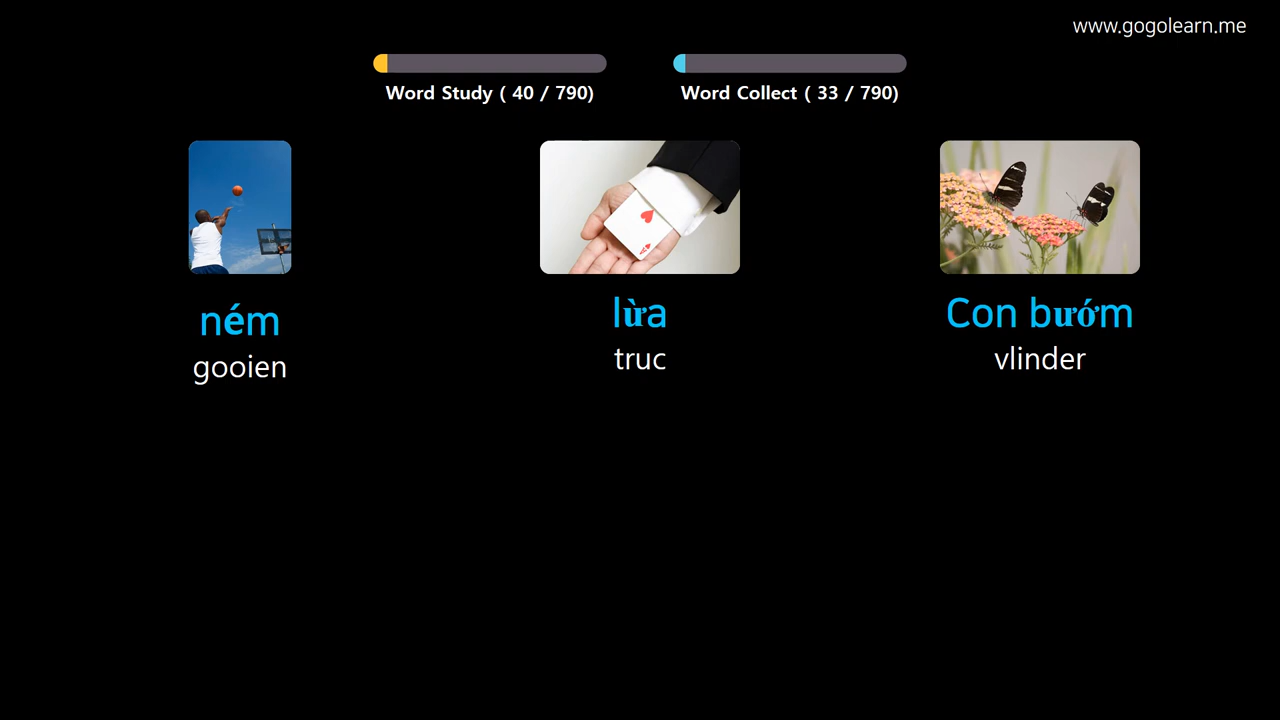 www.gogolearn.me
Word Study ( 40 / 790)
Word Collect ( 33 / 790)
ném
gooien
lừa
truc
Con bướm
vlinder